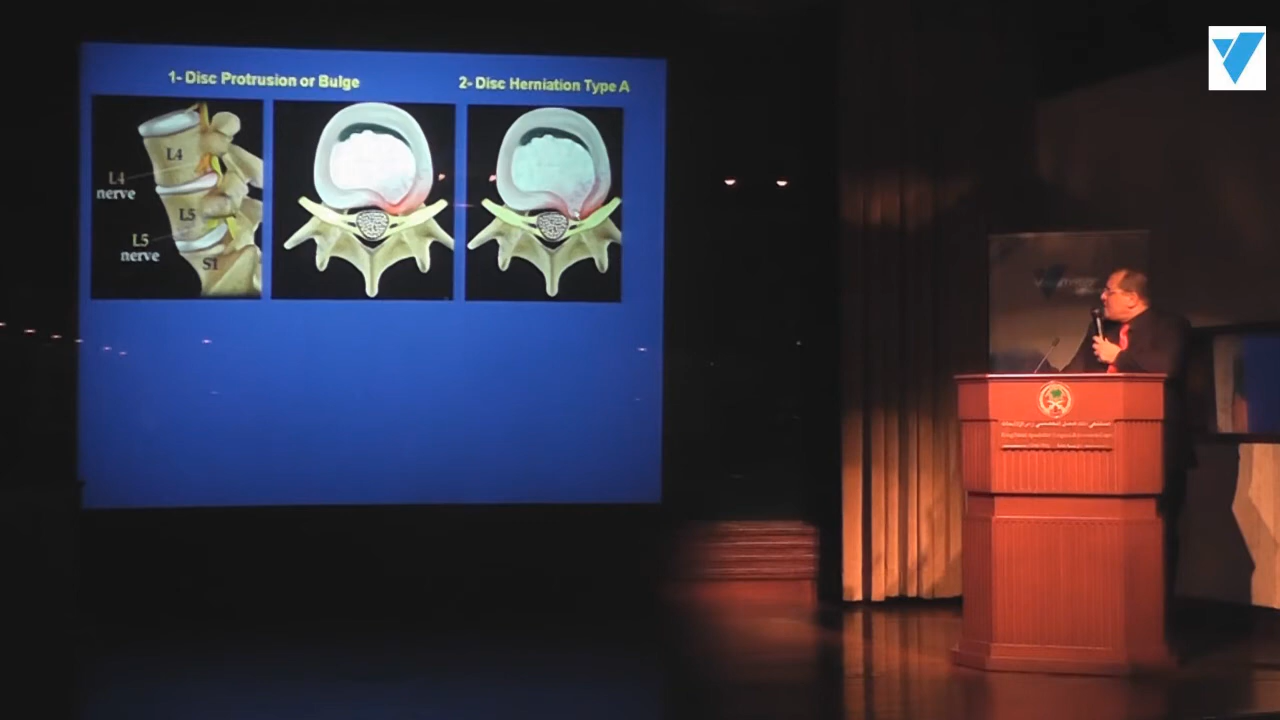 1- Disc Protrusion or Bulge
2- Disc Herniation Type A
L4
L4
nerve
L5
L5
nerve
S1